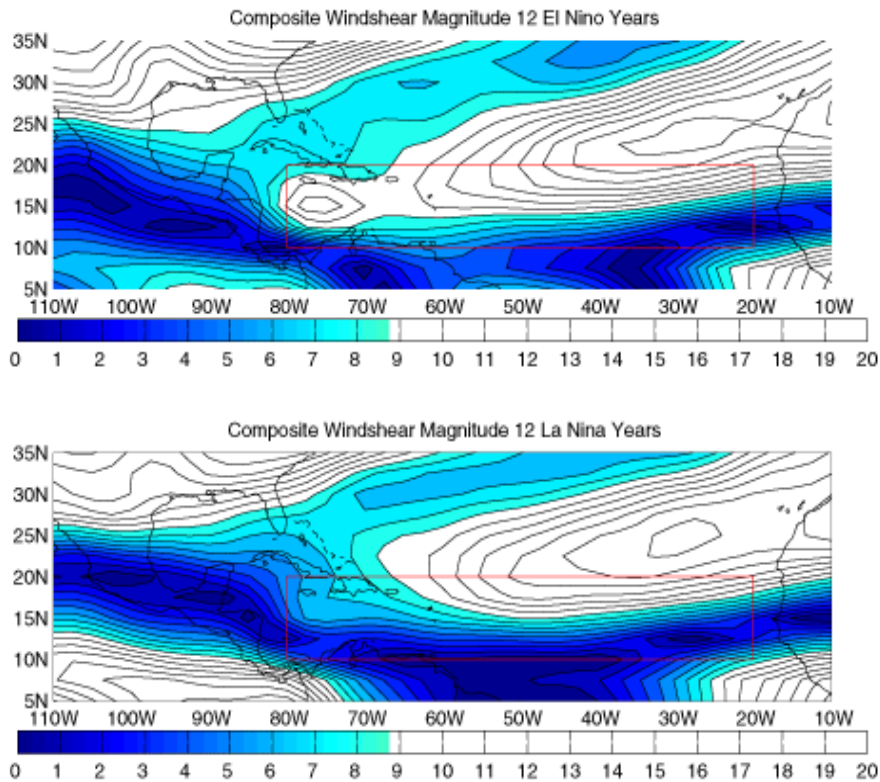 Composite Windshear Magnitude 12 El Nino Years
35N
30N
25N
20N
15N
10N
5N
110W 100W 90W 80W 70W 60W 50W 40W 30W 20W 10W
0 1 2 3 4 5 6 7 8 9 10 11 12 13 14 15 16 17 18 19 20
Composite Windshear Magnitude 12 La Nina Years
35N
30N
25N
20N
15N
10N
5N
110W 100W 90W 80W 70W 60W 50W 40W 30W 20W 10W
0 1 2 3 4 5 6 7 8 9 10 11 12 13 14 15 16 17 18 19 20